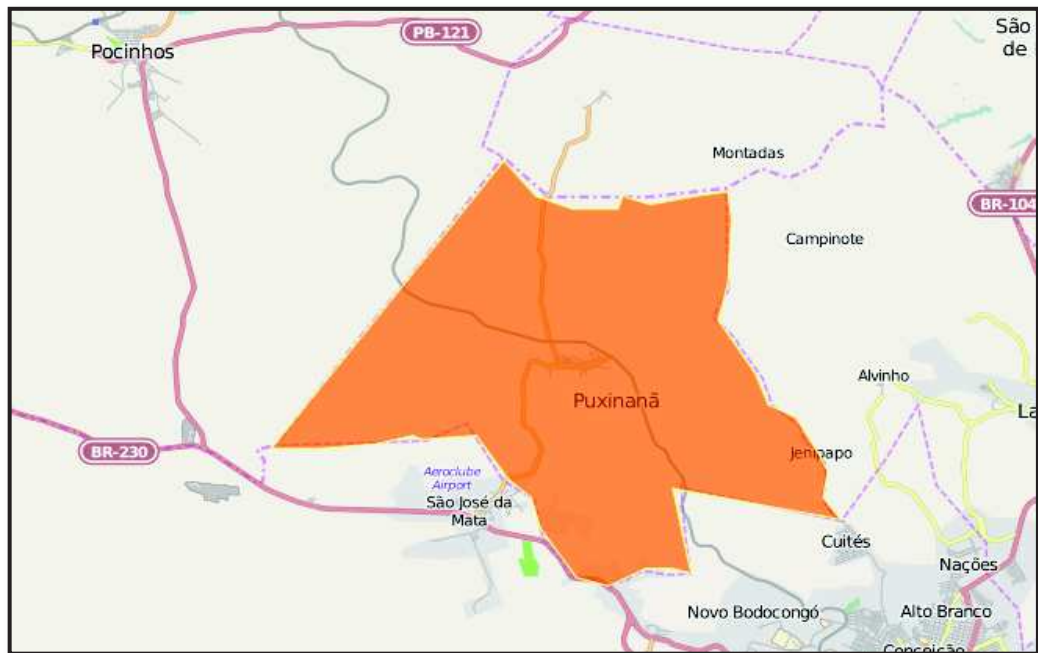 PB-121
São
de
Pocinhos
Montadas
BR-104
Campinote
Alvinho
Puxinanã
La
BR-230
Jenipapo
Aeroclube
Airport
São José da
Mata
Cuités
Nações
Novo Bodocongó
Alto Branco
Conceição